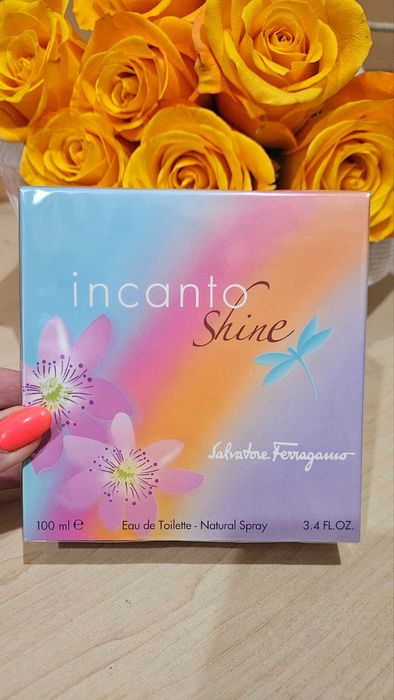 incanto
Shine
Salvatore Ferragamo
100 ml ℮ Eau de Toilette - Natural Spray 3.4 FL.OZ.